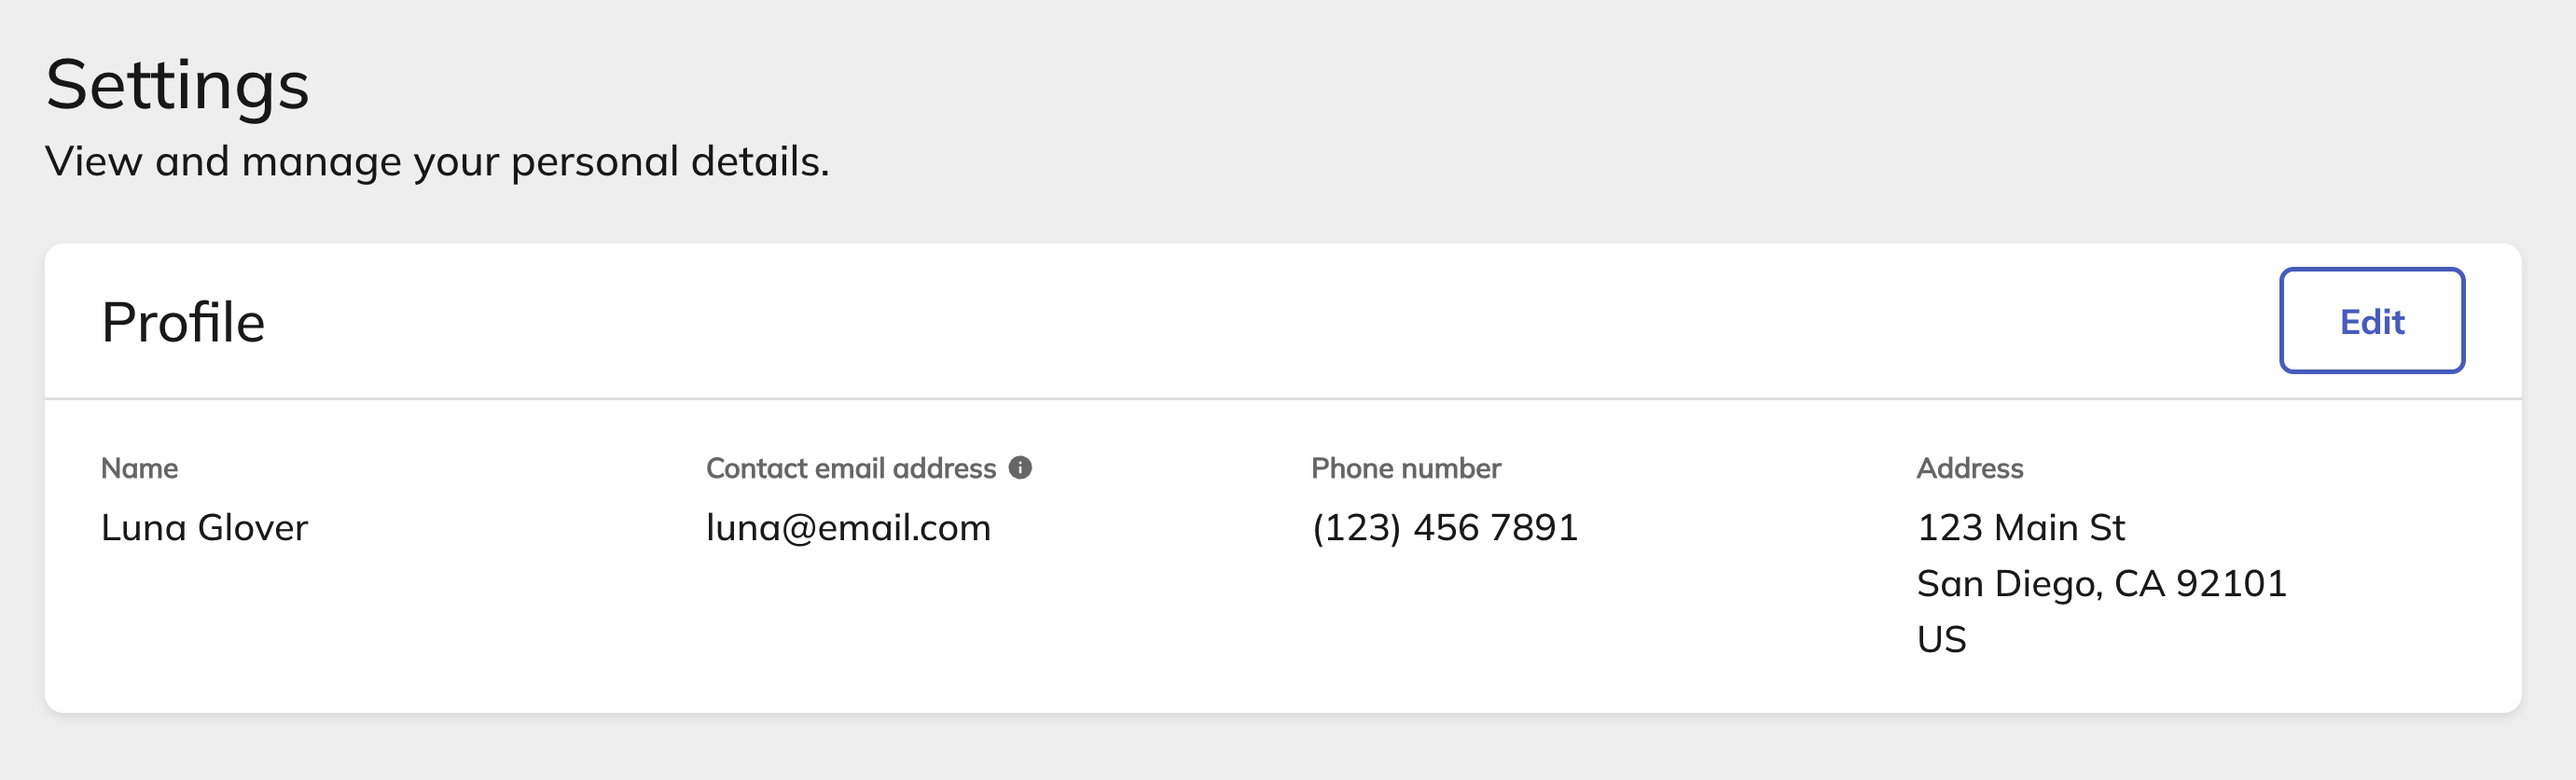 Settings
View and manage your personal details.
Profile
Edit
Name
Luna Glover
Contact email address
luna@email.com
Phone number
(123) 456 7891
Address
123 Main St
San Diego, CA 92101
US